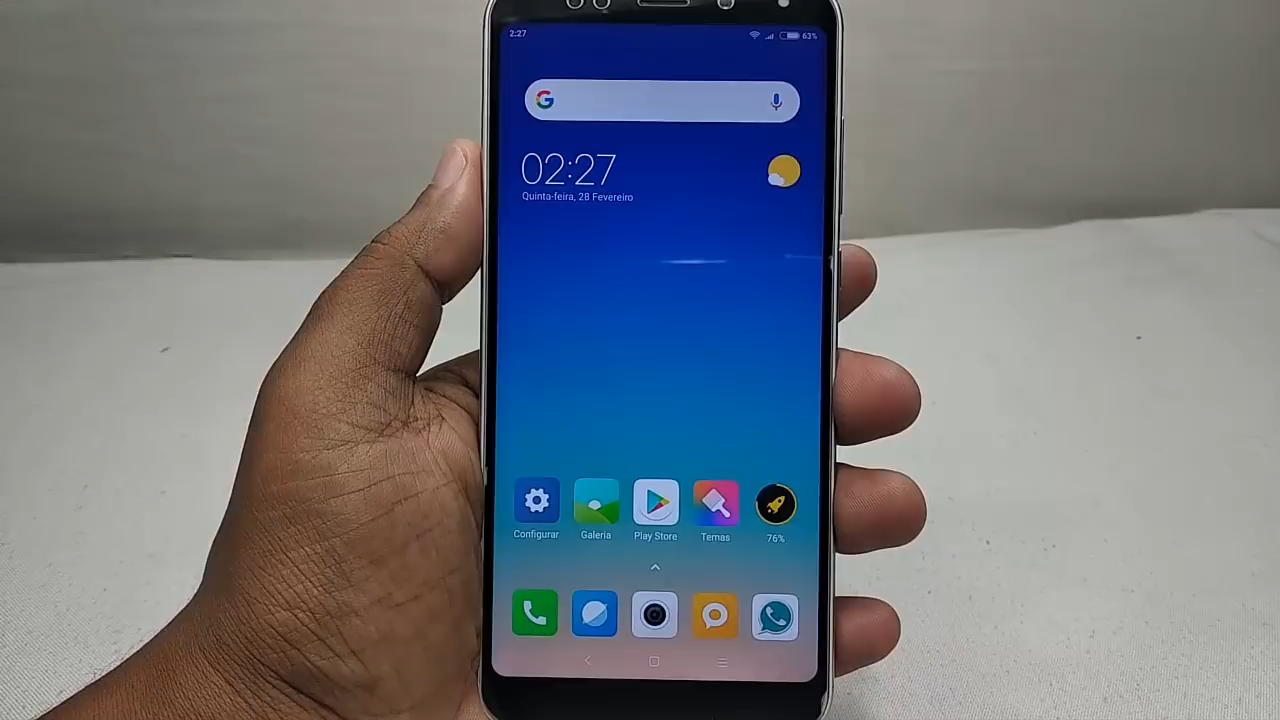 2:27
63%
02:27
Quinta-feira, 28 Fevereiro
Configurar
Galeria
Play Store
Temas
76%